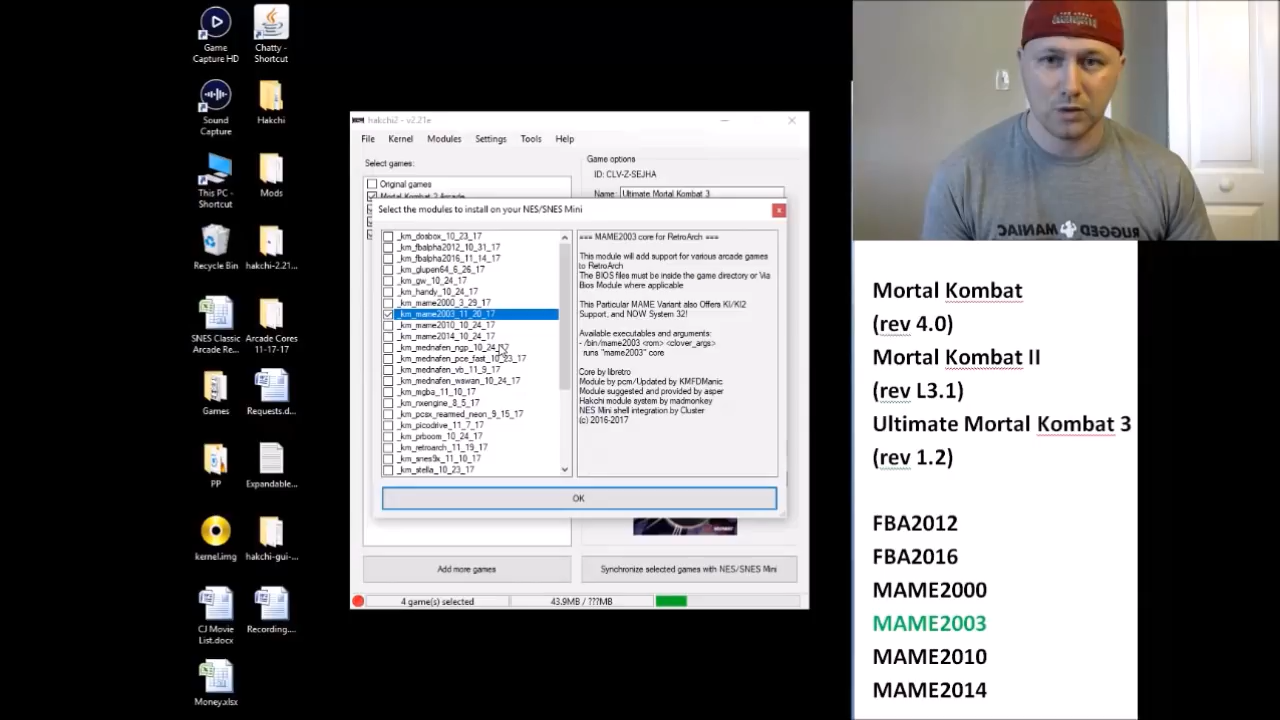 Game
Capture HD
Chatty -
Shortcut
Sound
Capture
Hakchi
This PC -
Shortcut
Mods
Recycle Bin
hakchi-2.21...
SNES Classic
Arcade Re...
Arcade Cores
11-17-17
Games
Requests.d...
PP
Expandable...
kernel.img
hakchi-gui-...
CJ Movie
List.docx
Recording....
Money.xlsx
hakchi2 - v2.21e
File Kernel Modules Settings Tools Help
Select games:
Original games
Mortal Kombat 2 Arcade
Game options
ID: CLV-Z-SEJHA
Name: Ultimate Mortal Kombat 3
Select the modules to install on your NES/SNES Mini
_km_dosbox_10_23_17
_km_fbalpha2012_10_31_17
_km_fbalpha2016_11_14_17
_km_glupen64_6_26_17
_km_gw_10_24_17
_km_handy_10_24_17
_km_mame2000_3_29_17
_km_mame2003_11_20_17
_km_mame2010_10_24_17
_km_mame2014_10_24_17
_km_mednafen_ngp_10_24_17
_km_mednafen_pce_fast_10_23_17
_km_mednafen_vb_11_9_17
_km_mednafen_wswan_10_24_17
_km_mgba_11_10_17
_km_nxengine_8_5_17
_km_pcsx_rearmed_neon_9_15_17
_km_picodrive_11_7_17
_km_prboom_10_24_17
_km_retroarch_11_19_17
_km_snes9x_11_10_17
_km_stella_10_23_17
=== MAME2003 core for RetroArch ===
This module will add support for various arcade games
to RetroArch
The BIOS files must be inside the game directory or Via
Bios Module where applicable
This Particular MAME Variant also Offers KI/KI2
Support, and NOW System 32!
Available executables and arguments:
- /bin/mame2003 <rom> <clover_args>
runs "mame2003" core
Core by libretro
Module by pcm/Updated by KMFDManic
Module suggested and provided by asper
Hakchi module system by madmonkey
NES Mini shell integration by Cluster
(c) 2016-2017
OK
Add more games
Synchronize selected games with NES/SNES Mini
4 game(s) selected
43.9MB / ???MB
RUGGED MANIAC
Mortal Kombat
(rev 4.0)
Mortal Kombat II
(rev L3.1)
Ultimate Mortal Kombat 3
(rev 1.2)
FBA2012
FBA2016
MAME2000
MAME2003
MAME2010
MAME2014